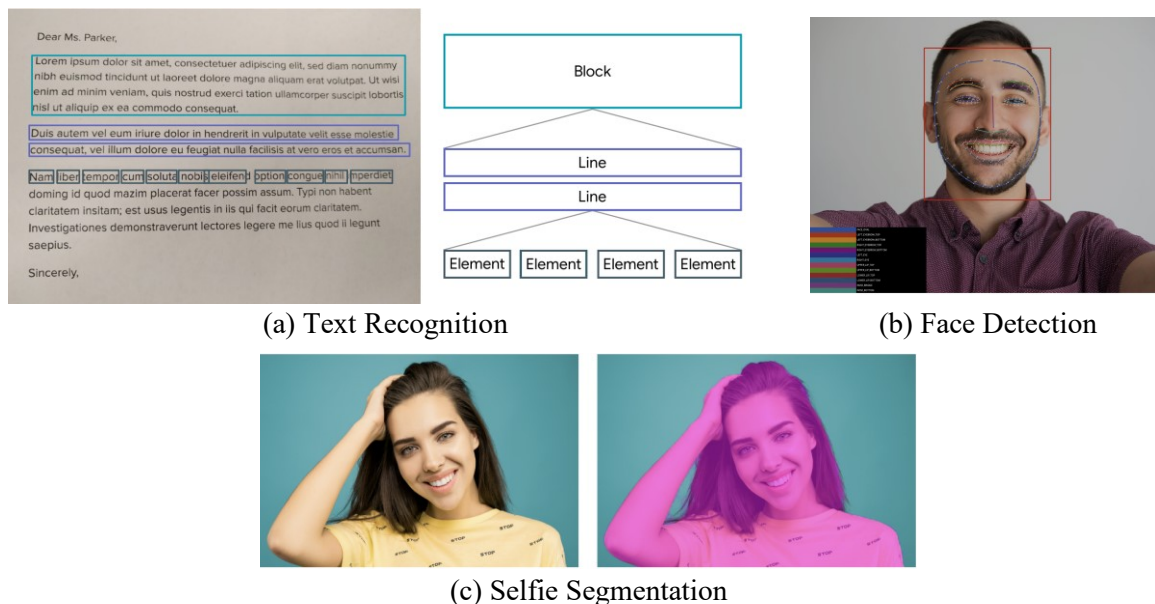 Dear Ms. Parker,
Lorem ipsum dolor sit amet, consectetuer adipiscing elit, sed diam nonummy
nibh euismod tincidunt ut laoreet dolore magna aliquam erat volutpat. Ut wisi
enim ad minim veniam, quis nostrud exerci tation ullamcorper suscipit lobortis
nisl ut aliquip ex ea commodo consequat.
Duis autem vel eum iriure dolor in hendrerit in vulputate velit esse molestie
consequat, vel illum dolore eu feugiat nulla facilisis at vero eros et accumsan.
Nam liber tempor cum soluta nobis eleifend option congue nihil imperdiet
doming id quod mazim placerat facer possim assum. Typi non habent
claritatem insitam; est usus legentis in iis qui facit eorum claritatem.
Investigationes demonstraverunt lectores legere me lius quod ii legunt
saepius.
Sincerely,
Block
Line
Line
Element Element Element Element
(a) Text Recognition
(b) Face Detection
STOP STOP STOP
STOP STOP
(c) Selfie Segmentation